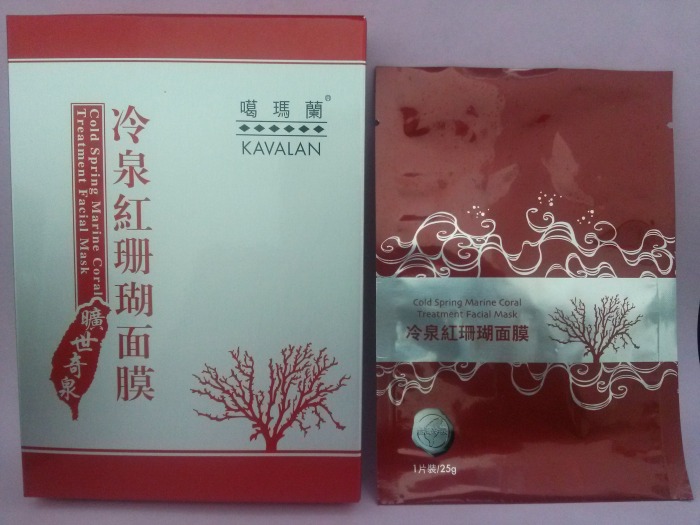 噶瑪蘭®
KAVALAN
冷泉紅珊瑚面膜
Cold Spring Marine Coral
Treatment Facial Mask
曠世奇泉
Cold Spring Marine Coral
Treatment Facial Mask
冷泉紅珊瑚面膜
1片裝/25g